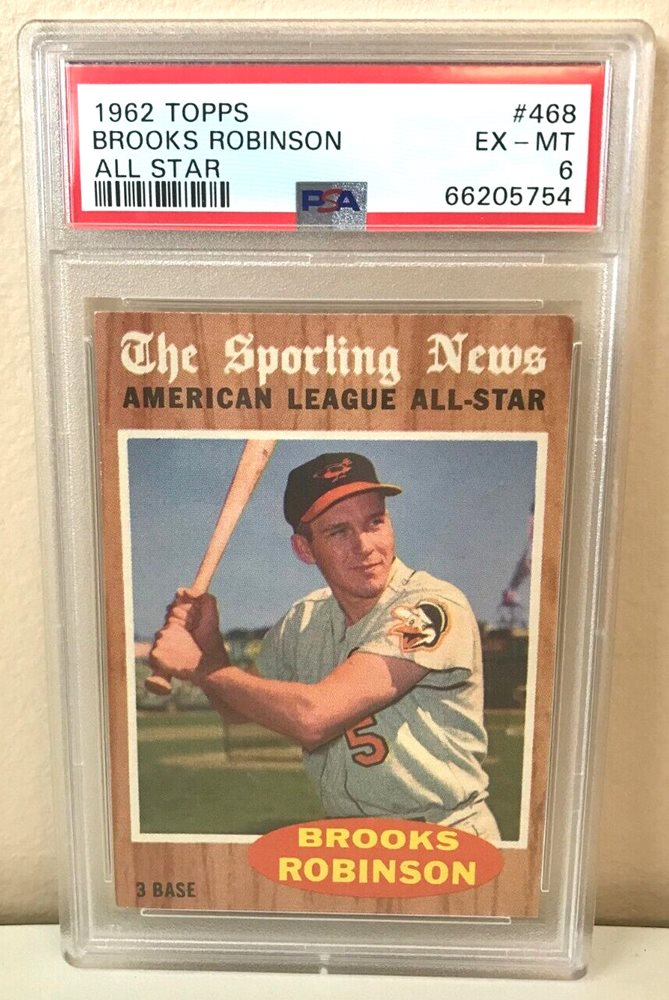 1962 TOPPS #468
BROOKS ROBINSON EX - MT
ALL STAR 6
PSA 66205754
The Sporting News
AMERICAN LEAGUE ALL-STAR
5
BROOKS
ROBINSON
3 BASE